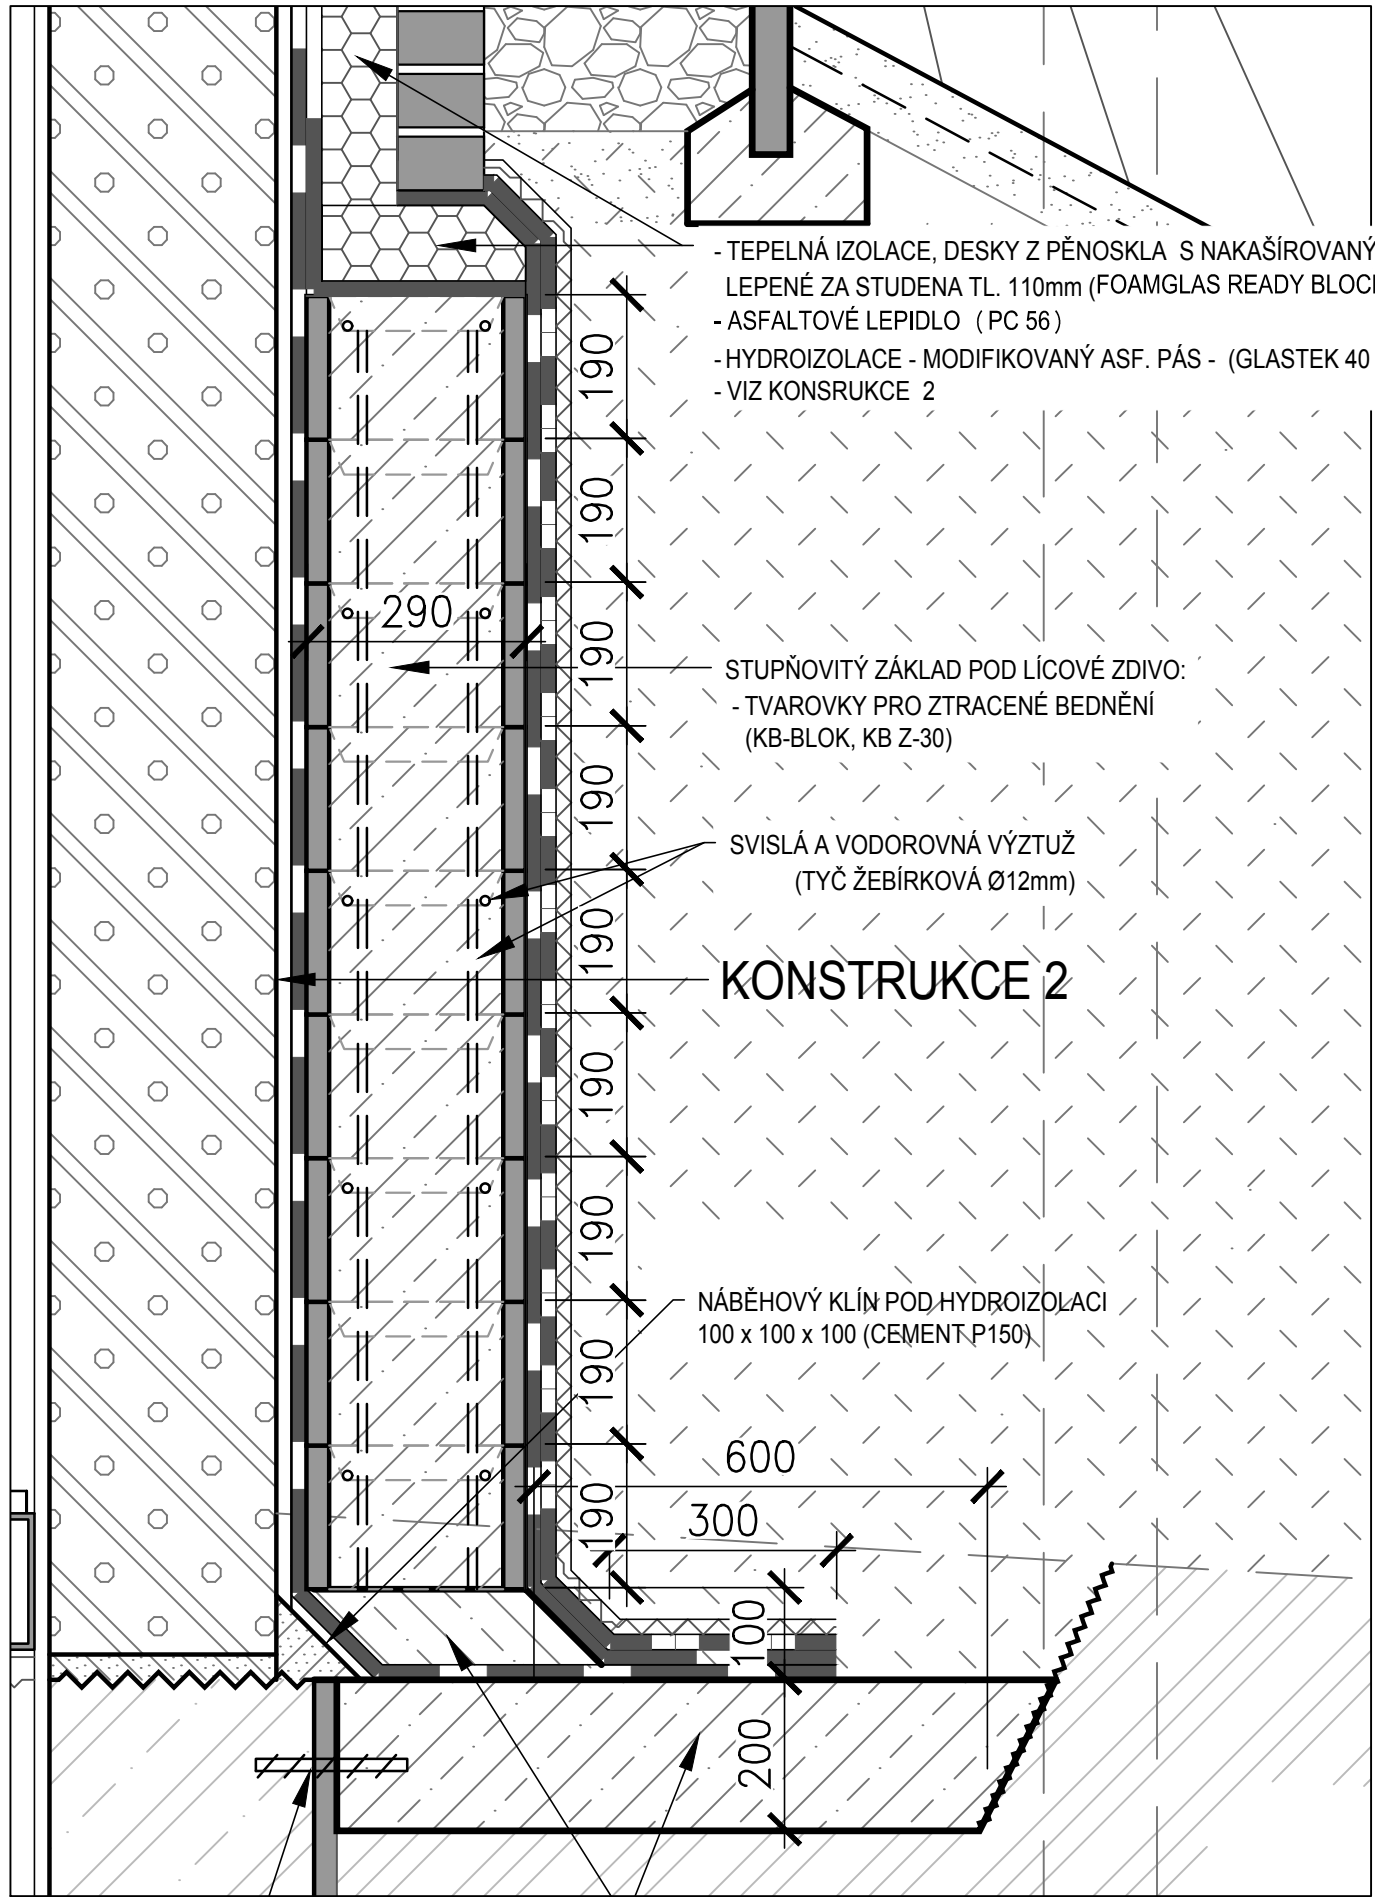 - TEPELNÁ IZOLACE, DESKY Z PĚNOSKLA S NAKAŠÍROVANÝ
LEPENÉ ZA STUDENA TL. 110mm (FOAMGLAS READY BLOC
- ASFALTOVÉ LEPIDLO (PC 56)
- HYDROIZOLACE - MODIFIKOVANÝ ASF. PÁS - (GLASTEK 40
- VIZ KONSRUKCE 2
190
190
290
190
STUPŇOVITÝ ZÁKLAD POD LÍCOVÉ ZDIVO:
- TVAROVKY PRO ZTRACENÉ BEDNĚNÍ
(KB-BLOK, KB Z-30)
190
SVISLÁ A VODOROVNÁ VÝZTUŽ
(TYČ ŽEBÍRKOVÁ Ø12mm)
190
KONSTRUKCE 2
190
190
NÁBĚHOVÝ KLÍN POD HYDROIZOLACI
100 x 100 x 100 (CEMENT P150)
190
600
190
300
100
200